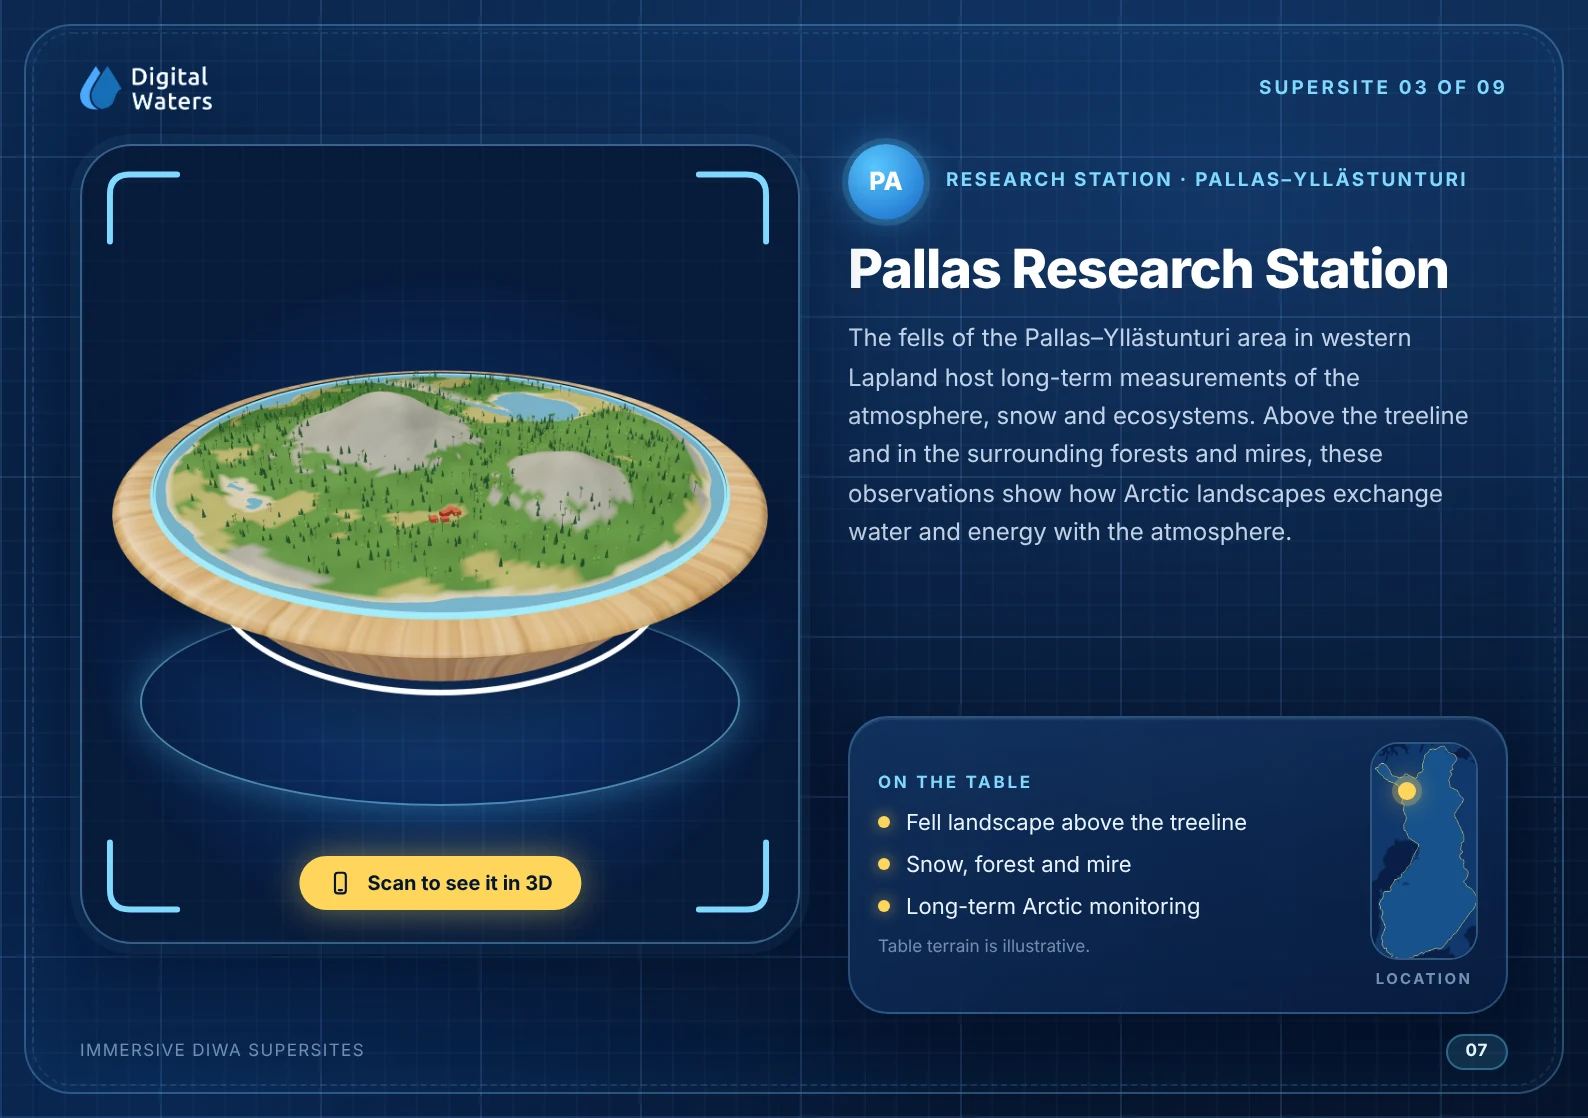 Digital
Waters
SUPERSITE 03 OF 09
PA
RESEARCH STATION · PALLAS–YLLÄSTUNTURI
Pallas Research Station
The fells of the Pallas–Yllästunturi area in western
Lapland host long-term measurements of the
atmosphere, snow and ecosystems. Above the treeline
and in the surrounding forests and mires, these
observations show how Arctic landscapes exchange
water and energy with the atmosphere.
Scan to see it in 3D
ON THE TABLE
Fell landscape above the treeline
Snow, forest and mire
Long-term Arctic monitoring
Table terrain is illustrative.
LOCATION
IMMERSIVE DIWA SUPERSITES
07